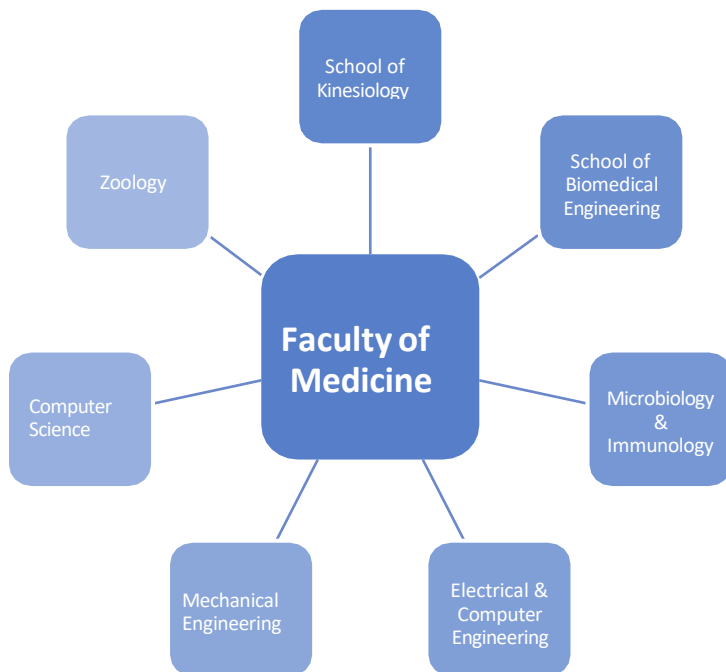 School of
Kinesiology
Zoology
School of
Biomedical
Engineering
Faculty of
Medicine
Computer
Science
Microbiology
&
Immunology
Mechanical
Engineering
Electrical &
Computer
Engineering